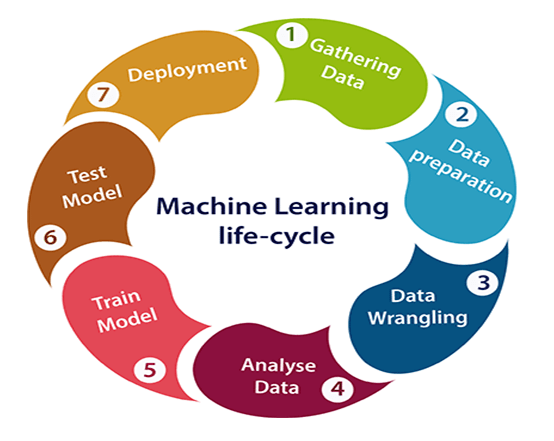 Machine Learning
life-cycle
1
Gathering
Data
2
Data
preparation
3
Data
Wrangling
4
Analyse
Data
5
Train
Model
6
Test
Model
7
Deployment